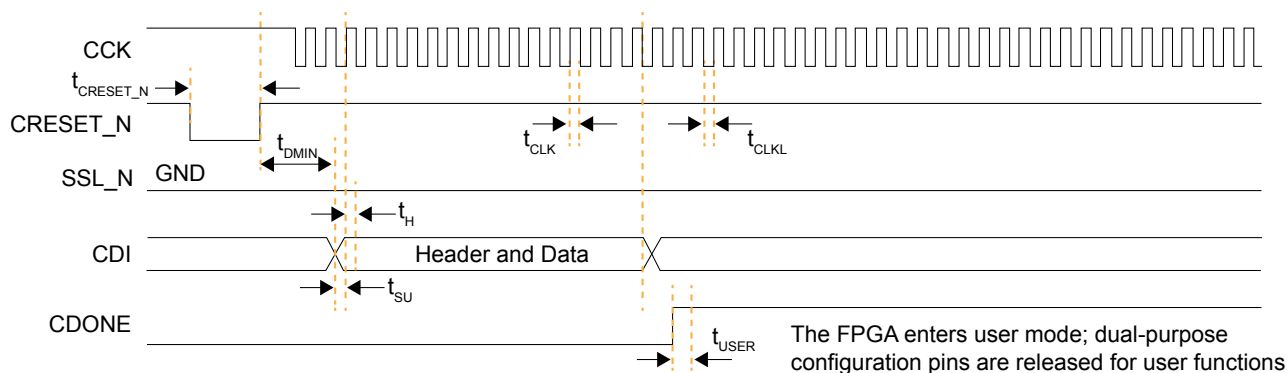 CCK
tCRESET_N
CRESET_N
tDMIN
tCLK
tCLKL
SSL_N
GND
tH
CDI
Header and Data
tSU
CDONE
tUSER
The FPGA enters user mode; dual-purpose
configuration pins are released for user functions